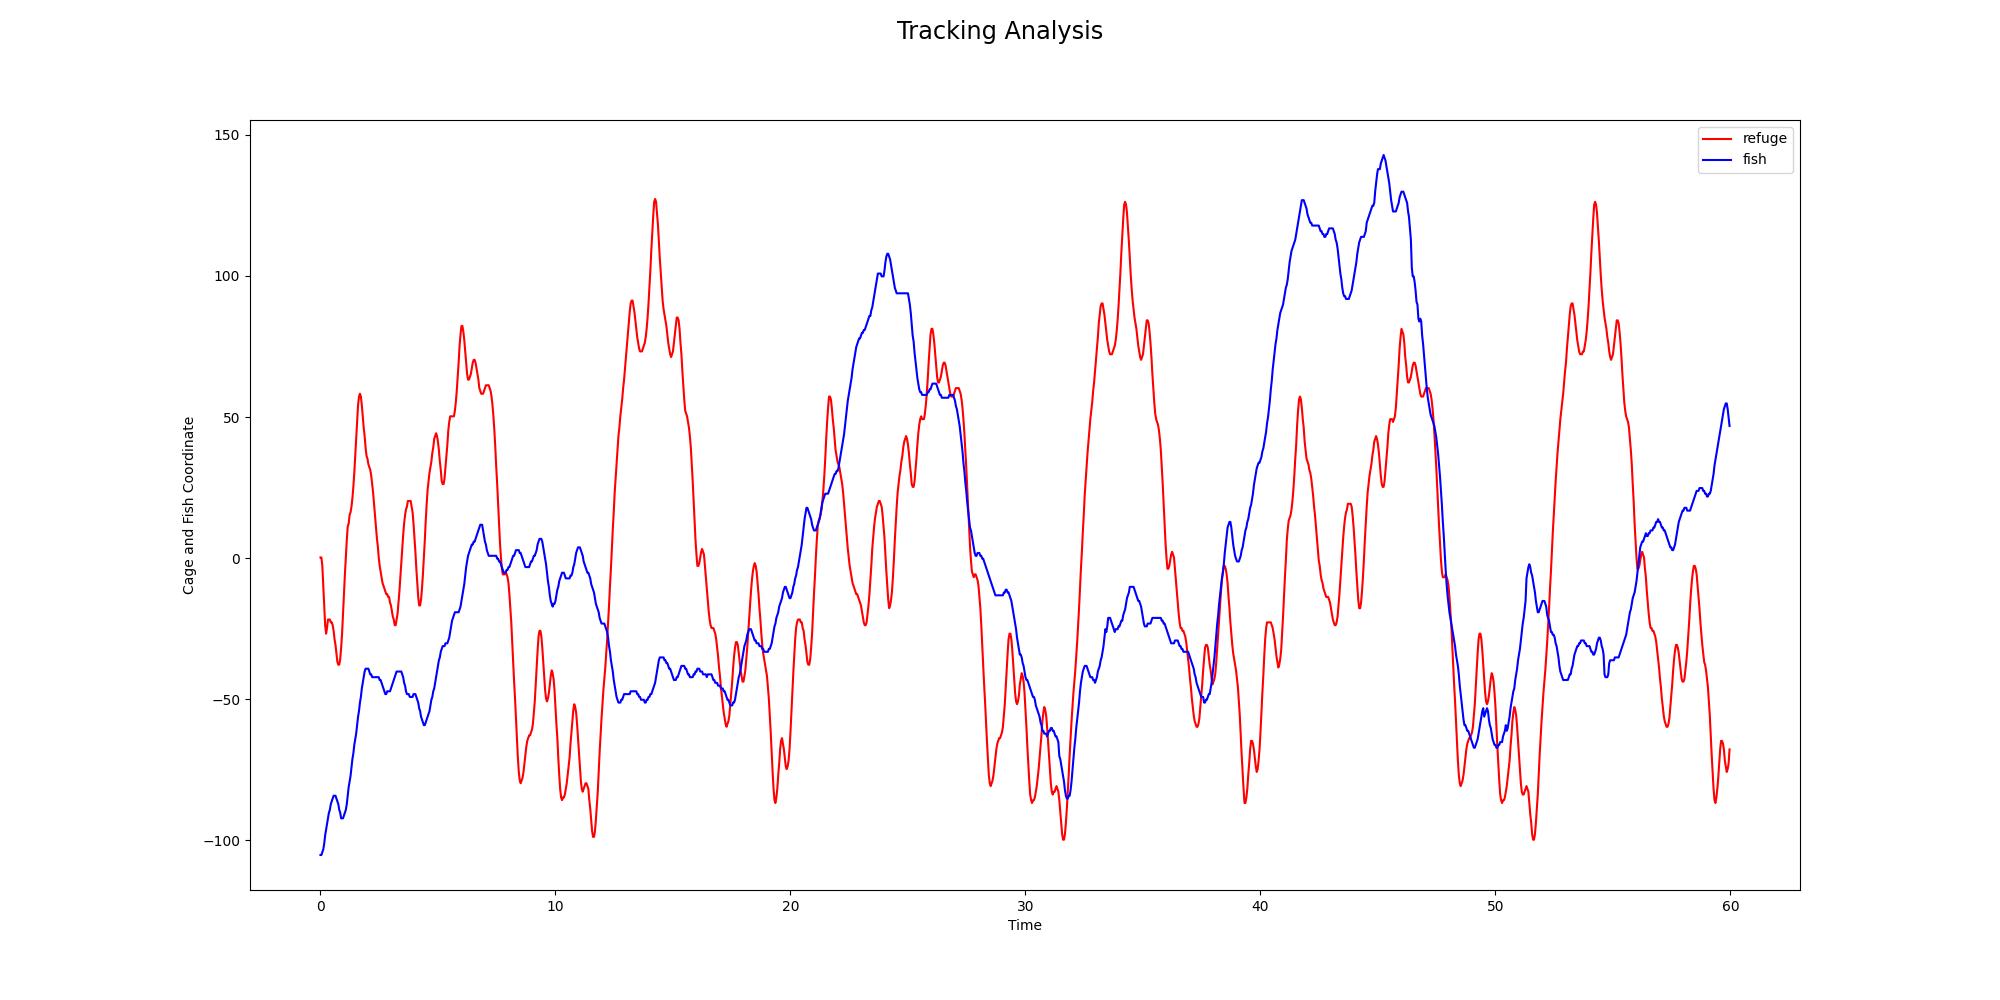 Tracking Analysis
refuge
fish
Cage and Fish Coordinate
150
100
50
0
−50
−100
0 10 20 30 40 50 60
Time